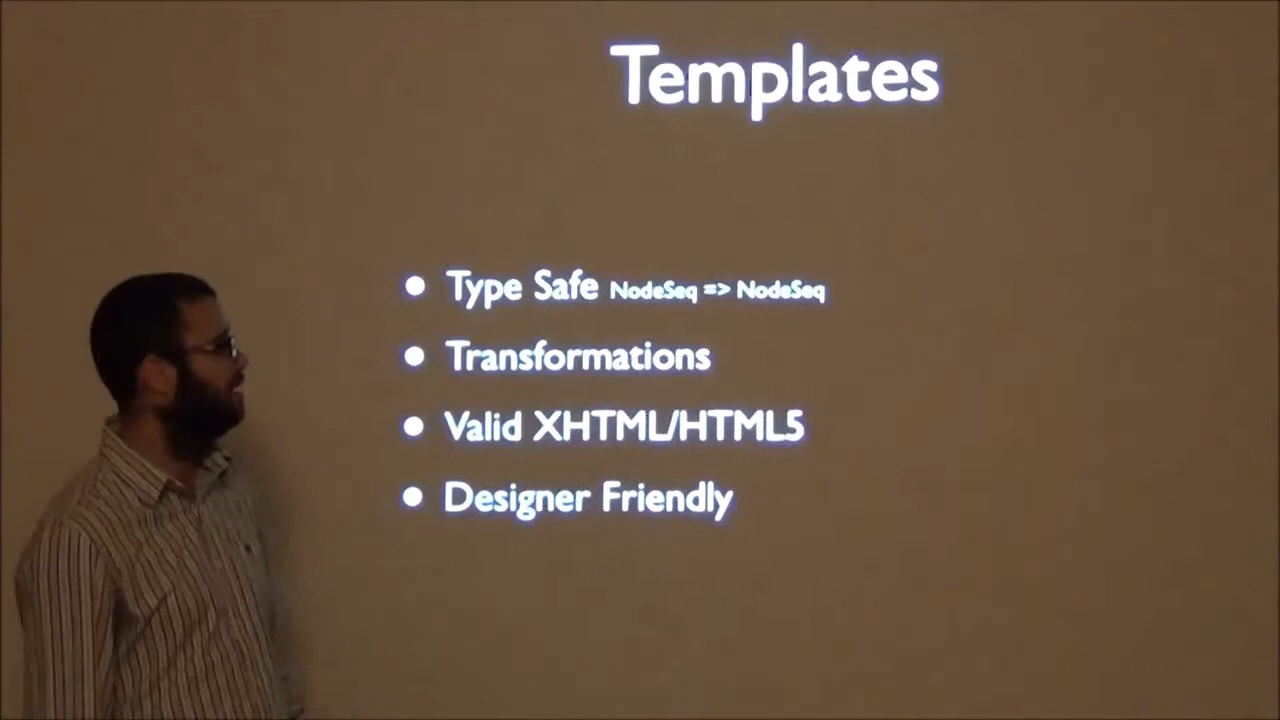 Templates
• Type Safe NodeSeq => NodeSeq
• Transformations
• Valid XHTML/HTML5
• Designer Friendly